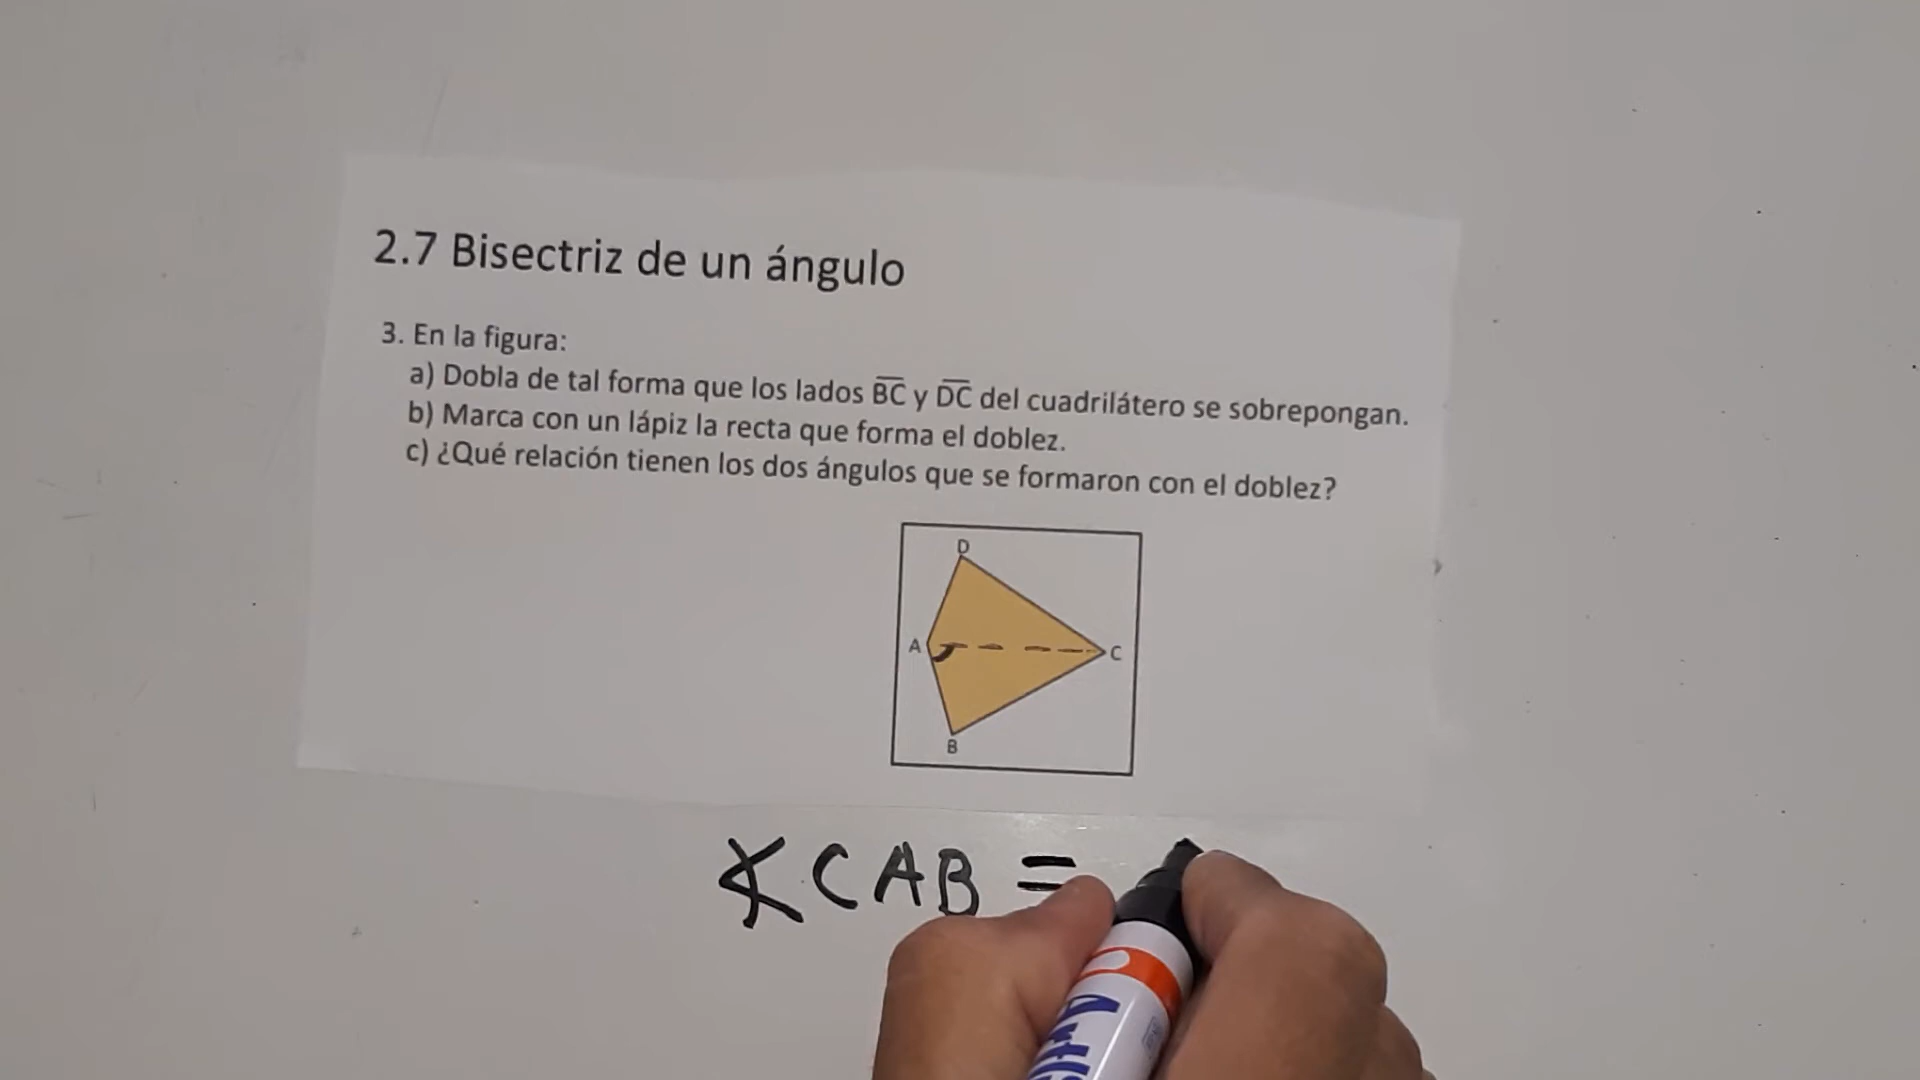 2.7 Bisectriz de un ángulo
3. En la figura:
a) Dobla de tal forma que los lados B̅C̅ y D̅C̅ del cuadrilátero se sobrepongan.
b) Marca con un lápiz la recta que forma el doblez.
c) ¿Qué relación tienen los dos ángulos que se formaron con el doblez?
D
A
C
B
∢CAB =